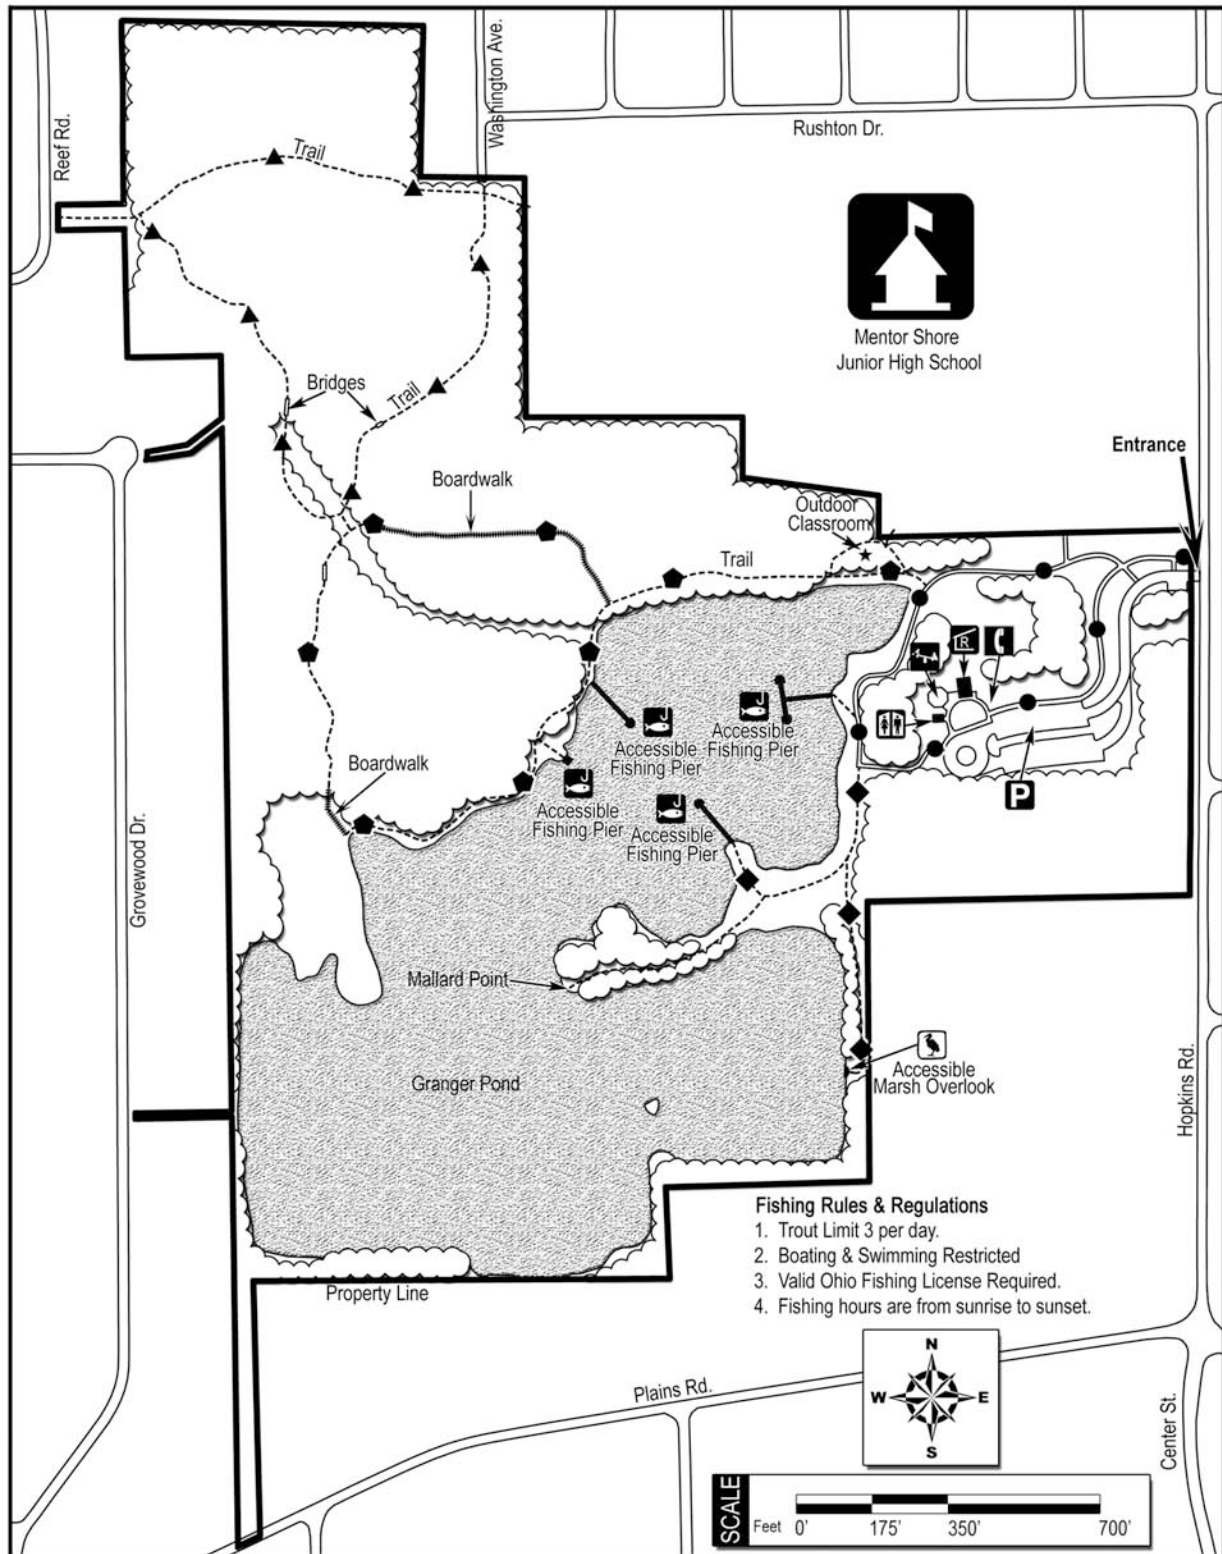 Reef Rd.
Washington Ave.
Rushton Dr.
Trail
Mentor Shore
Junior High School
Bridges
Trail
Entrance
Boardwalk
Outdoor
Classroom
Trail
R
Accessible
Fishing Pier
Accessible
Fishing Pier
Boardwalk
Accessible
Fishing Pier
Accessible
Fishing Pier
P
Grovewood Dr.
Mallard Point
Granger Pond
Accessible
Marsh Overlook
Hopkins Rd.
Fishing Rules & Regulations
1. Trout Limit 3 per day.
2. Boating & Swimming Restricted
3. Valid Ohio Fishing License Required.
4. Fishing hours are from sunrise to sunset.
Property Line
N
W E
S
Plains Rd.
Center St.
SCALE
Feet 0' 175' 350' 700'